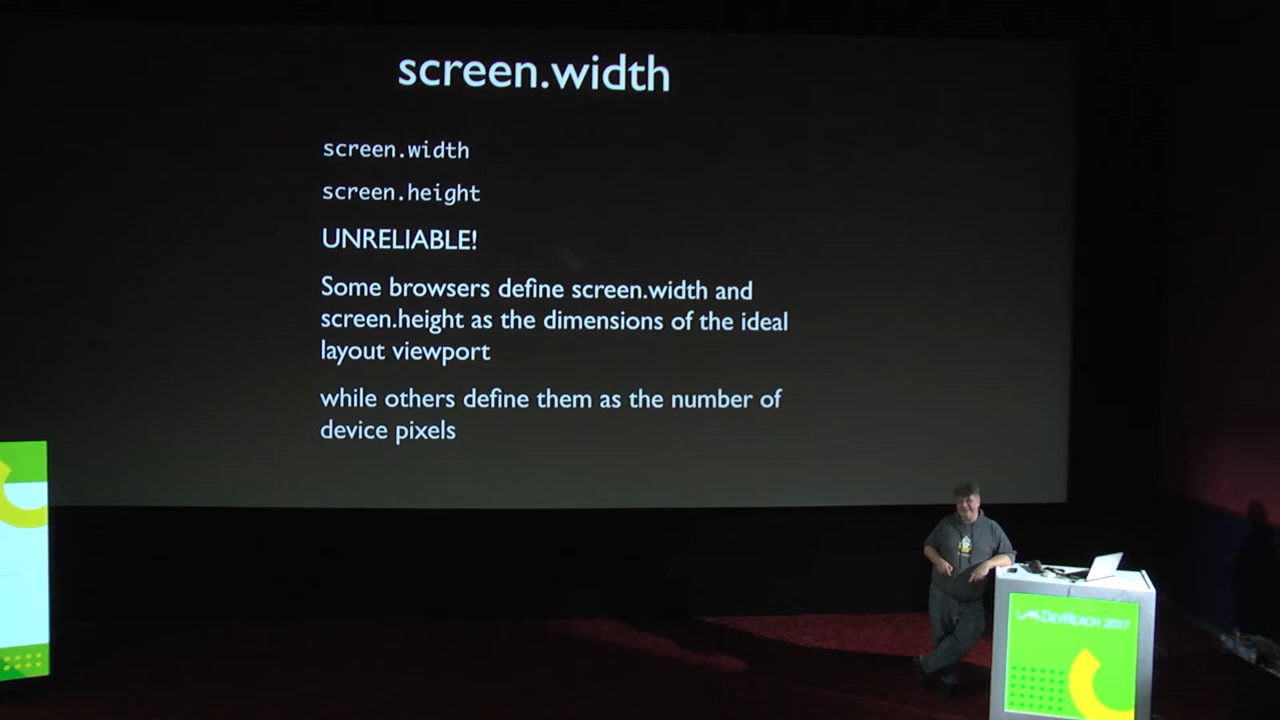 screen.width
screen.width
screen.height
UNRELIABLE!
Some browsers define screen.width and
screen.height as the dimensions of the ideal
layout viewport
while others define them as the number of
device pixels
DEVREACH 2017